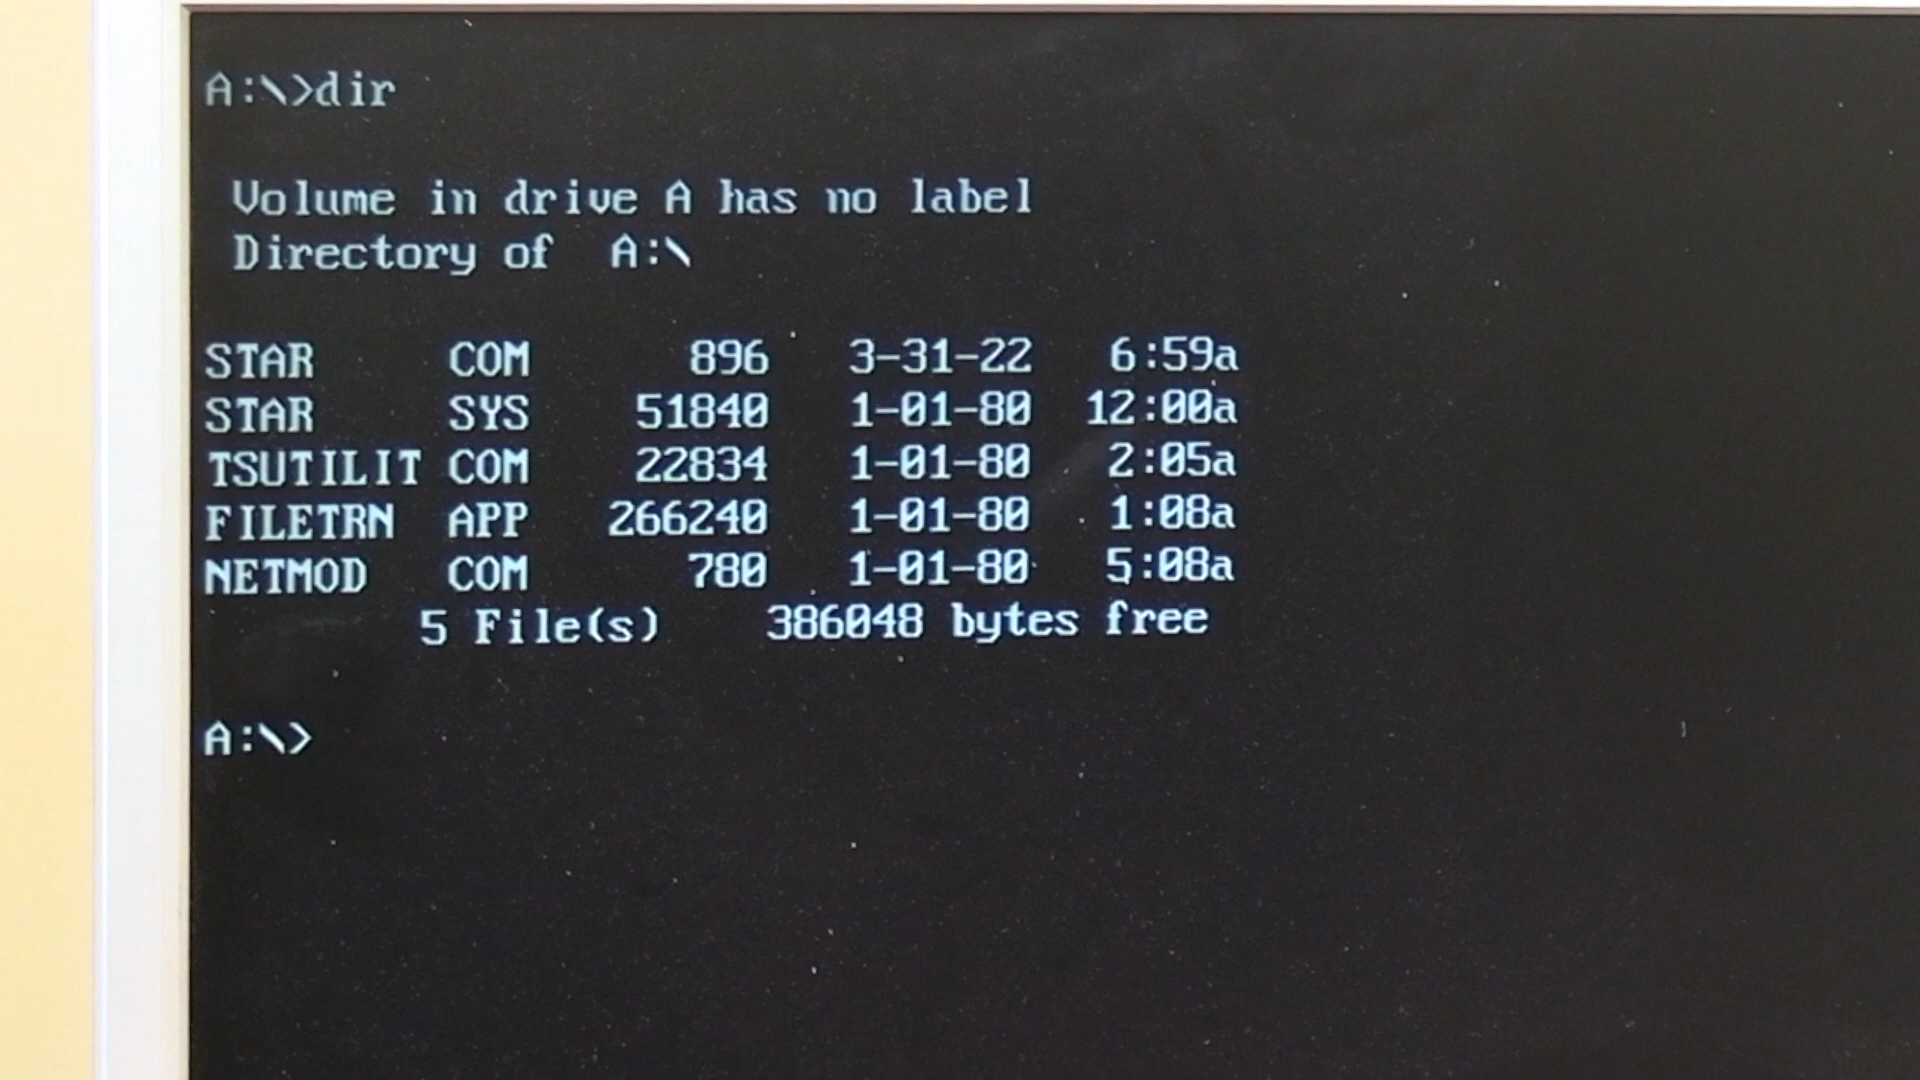 A:\>dir
Volume in drive A has no label
Directory of  A:\
STAR     COM      896   3-31-22   6:59a
STAR     SYS    51840   1-01-80  12:00a
TSUTILIT COM    22834   1-01-80   2:05a
FILETRN  APP   266240   1-01-80   1:08a
NETMOD   COM      780   1-01-80   5:08a
5 File(s)    386048 bytes free
A:\>